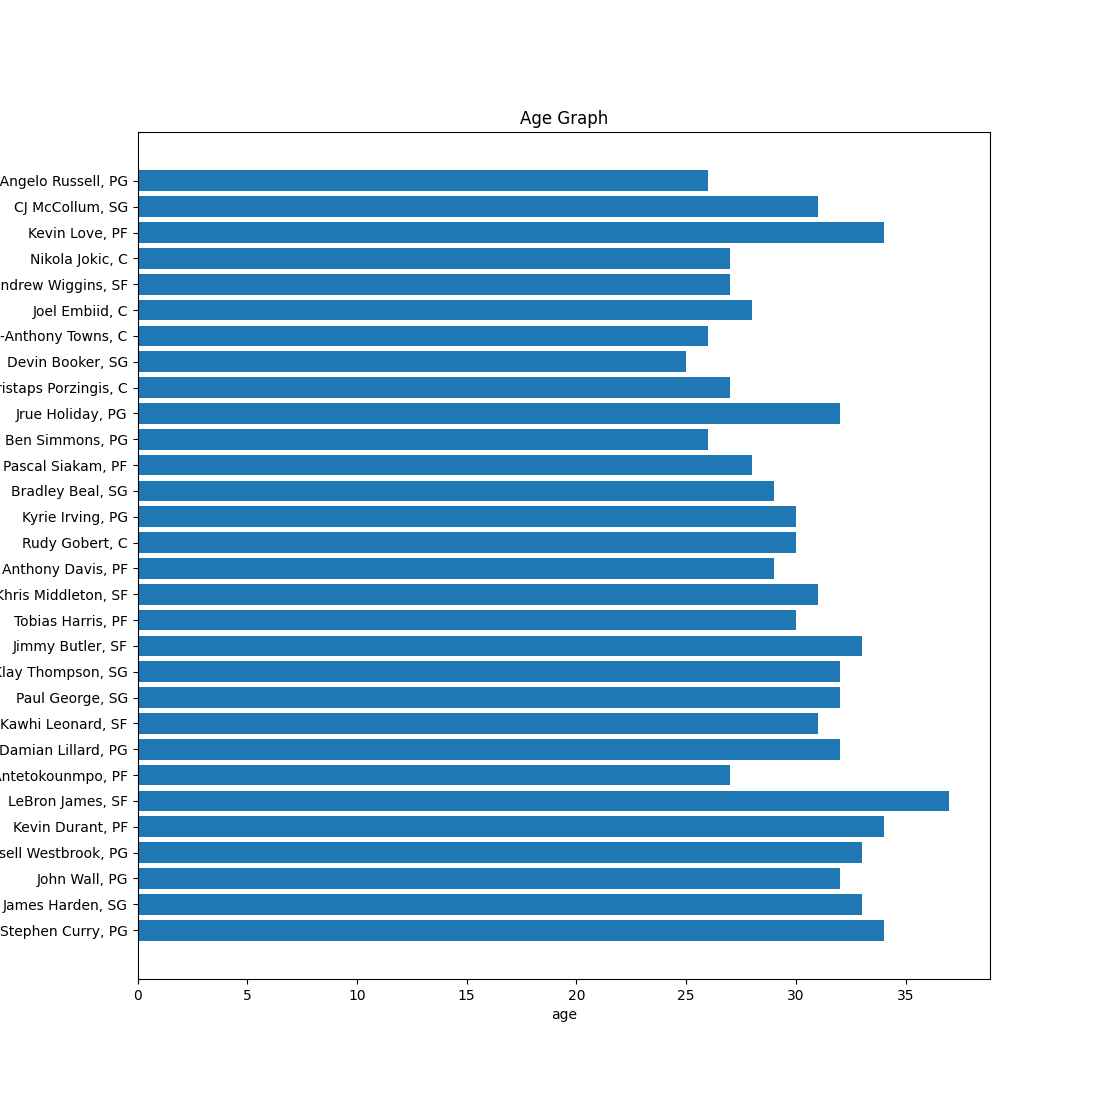 Age Graph
Angelo Russell, PG
CJ McCollum, SG
Kevin Love, PF
Nikola Jokic, C
ndrew Wiggins, SF
Joel Embiid, C
-Anthony Towns, C
Devin Booker, SG
ristaps Porzingis, C
Jrue Holiday, PG
Ben Simmons, PG
Pascal Siakam, PF
Bradley Beal, SG
Kyrie Irving, PG
Rudy Gobert, C
Anthony Davis, PF
Khris Middleton, SF
Tobias Harris, PF
Jimmy Butler, SF
Klay Thompson, SG
Paul George, SG
Kawhi Leonard, SF
Damian Lillard, PG
Antetokounmpo, PF
LeBron James, SF
Kevin Durant, PF
sell Westbrook, PG
John Wall, PG
James Harden, SG
Stephen Curry, PG
0 5 10 15 20 25 30 35
age